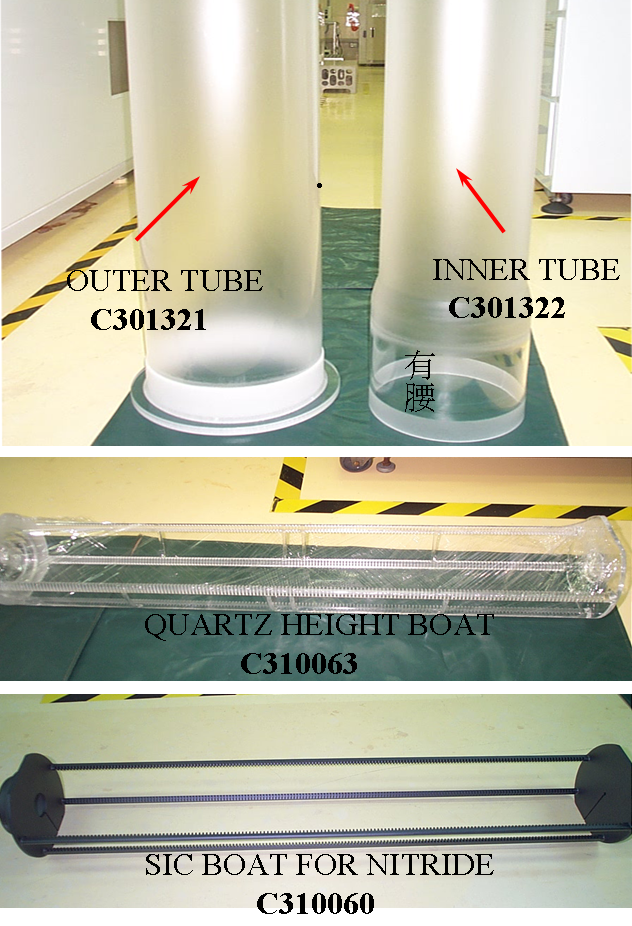 OUTER TUBE
C301321
INNER TUBE
C301322
有
腰
QUARTZ HEIGHT BOAT
C310063
SIC BOAT FOR NITRIDE
C310060